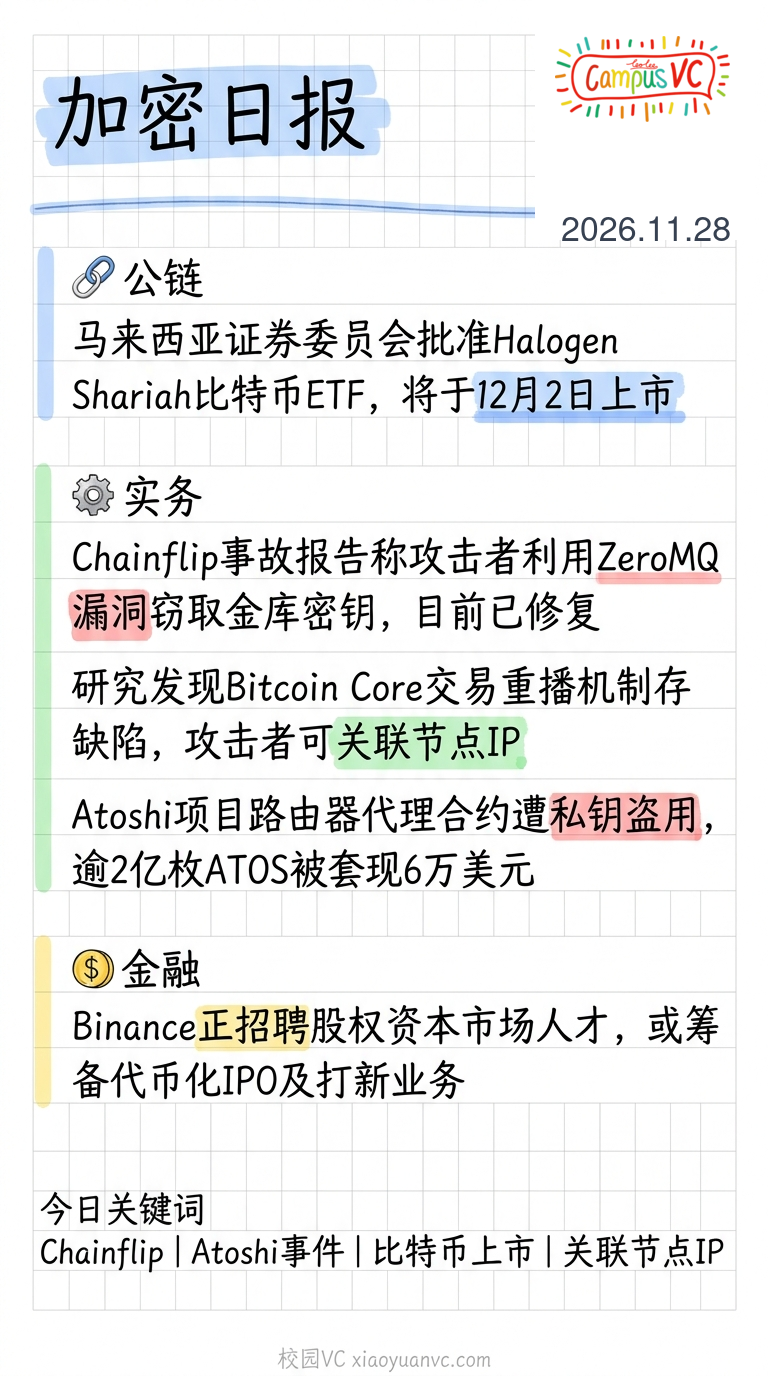 加密日报
Campus VC
2026.11.28
公链
马来西亚证券委员会批准Halogen
Shariah比特币ETF，将于12月2日上市
实务
Chainflip事故报告称攻击者利用ZeroMQ
漏洞窃取金库密钥，目前已修复
研究发现Bitcoin Core交易重播机制存
缺陷，攻击者可关联节点IP
Atoshi项目路由器代理合约遭私钥盗用，
逾2亿枚ATOS被套现6万美元
$
金融
Binance正招聘股权资本市场人才，或筹
备代币化IPO及打新业务
今日关键词
Chainflip | Atoshi事件 | 比特币上市 | 关联节点IP
校园VC xiaoyuanvc.com